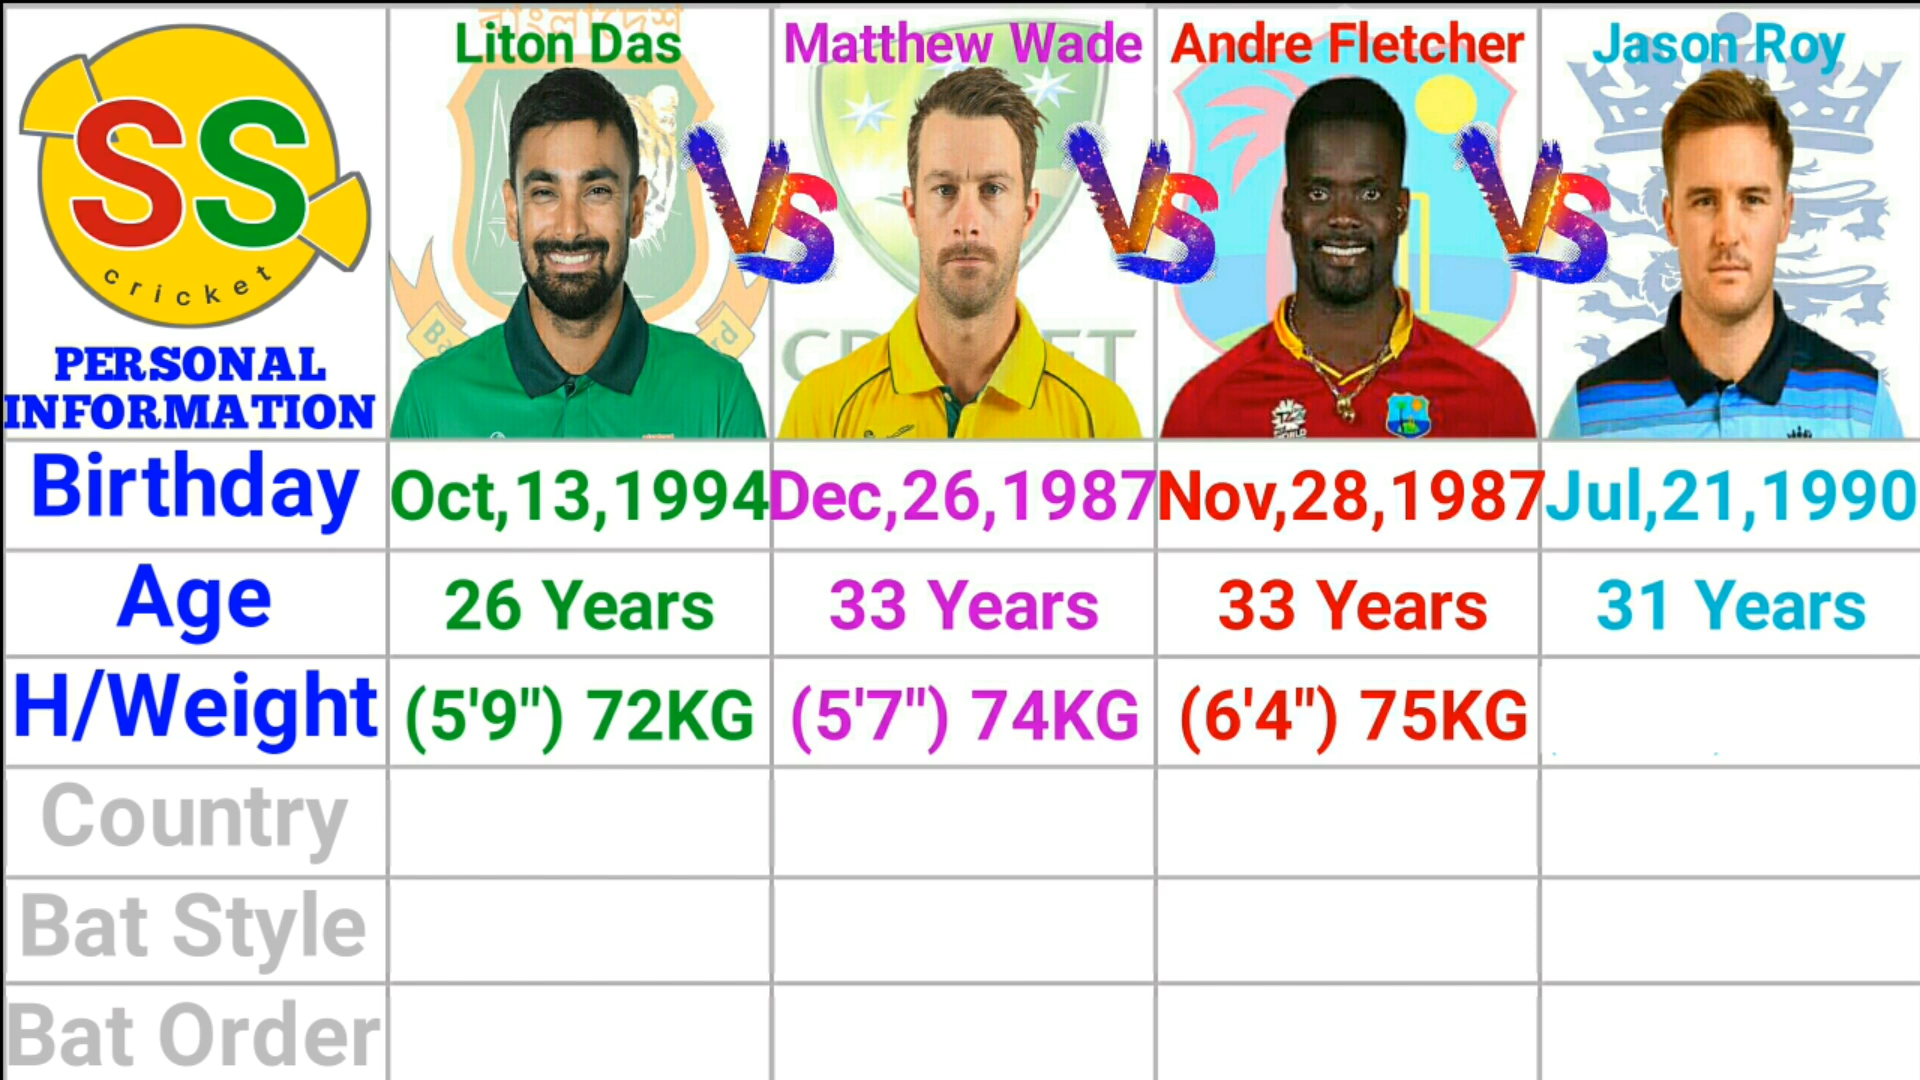 বাংলাদেশ
Liton Das
Matthew Wade
Andre Fletcher
Jason Roy
SS
cricket
VS
VS
VS
CRICKET
PERSONAL
INFORMATION
Birthday
Oct,13,1994
Dec,26,1987
Nov,28,1987
Jul,21,1990
Age
26 Years
33 Years
33 Years
31 Years
H/Weight
(5'9") 72KG
(5'7") 74KG
(6'4") 75KG
Country
Bat Style
Bat Order